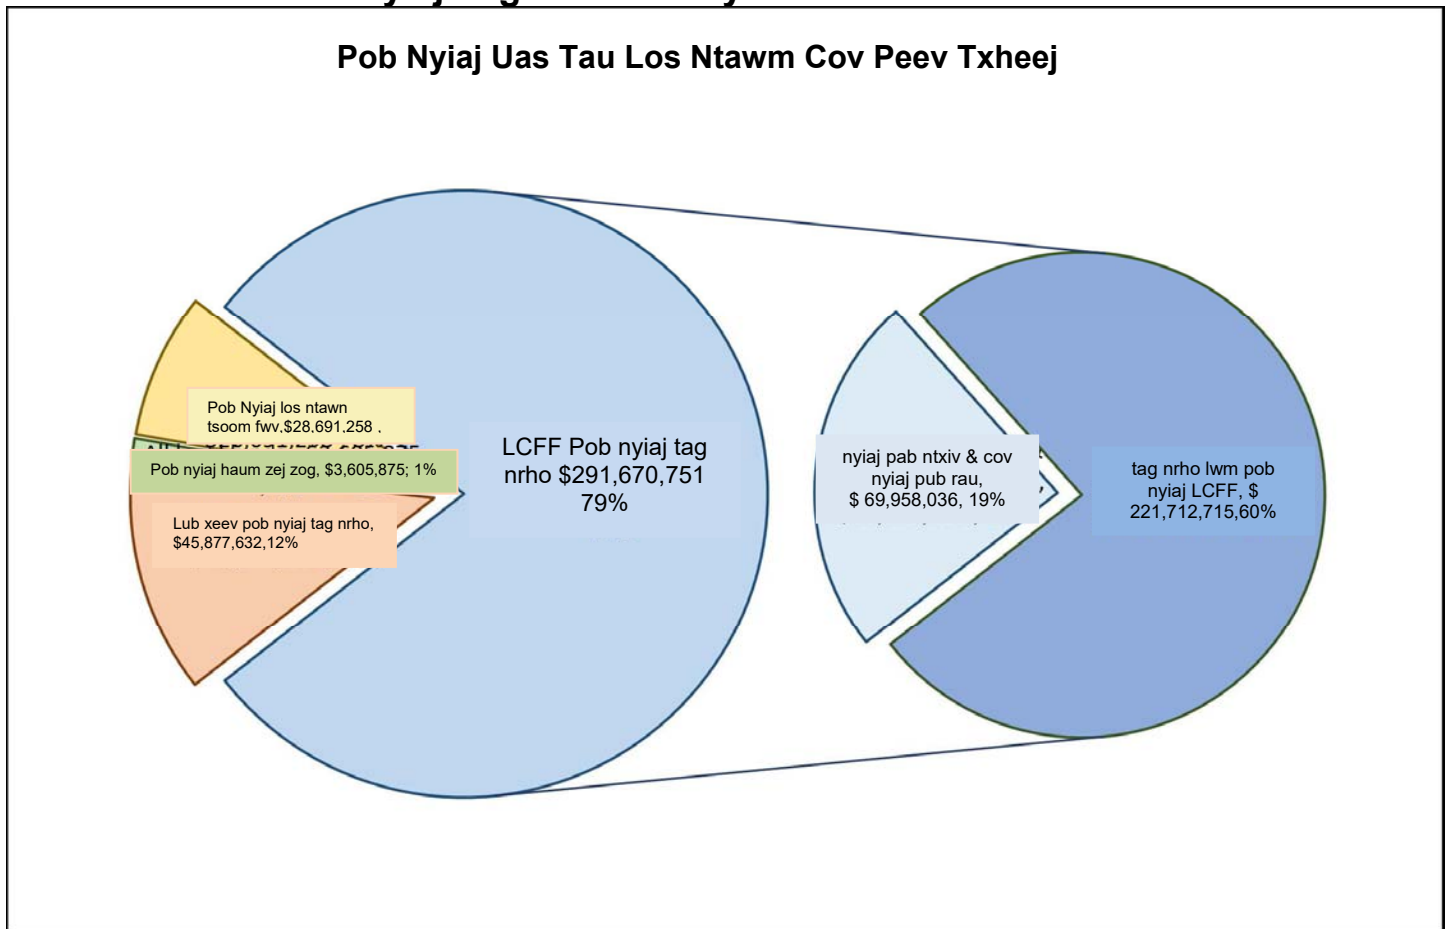 Pob Nyiaj Uas Tau Los Ntawm Cov Peev Txheej
Pob Nyiaj los ntawn
tsoom fwv,$28,691,258 ,
Pob nyiaj haum zej zog, $3,605,875; 1%
Lub xeev pob nyiaj tag nrho,
$45,877,632,12%
LCFF Pob nyiaj tag
nrho $291,670,751
79%
nyiaj pab ntxiv & cov
nyiaj pub rau,
$ 69,958,036, 19%
tag nrho lwm pob
nyiaj LCFF, $
221,712,715,60%